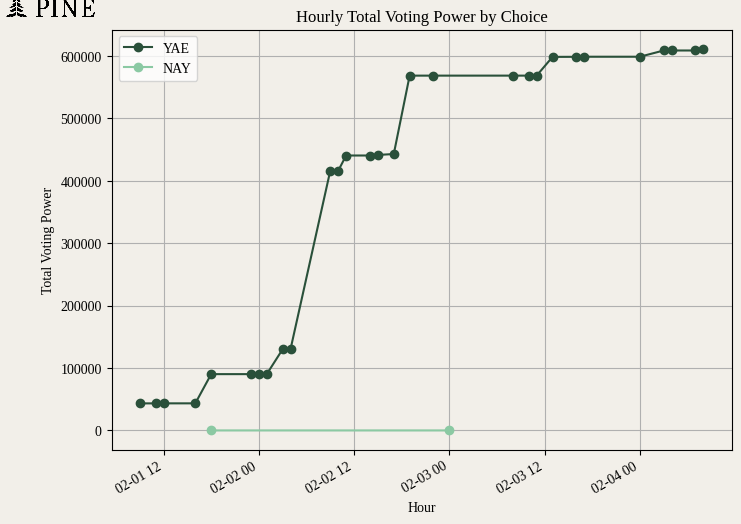 PINE
Hourly Total Voting Power by Choice
YAE
NAY
600000
500000
400000
300000
200000
100000
0
Total Voting Power
02-01 12
02-02 00
02-02 12
02-03 00
02-03 12
02-04 00
Hour